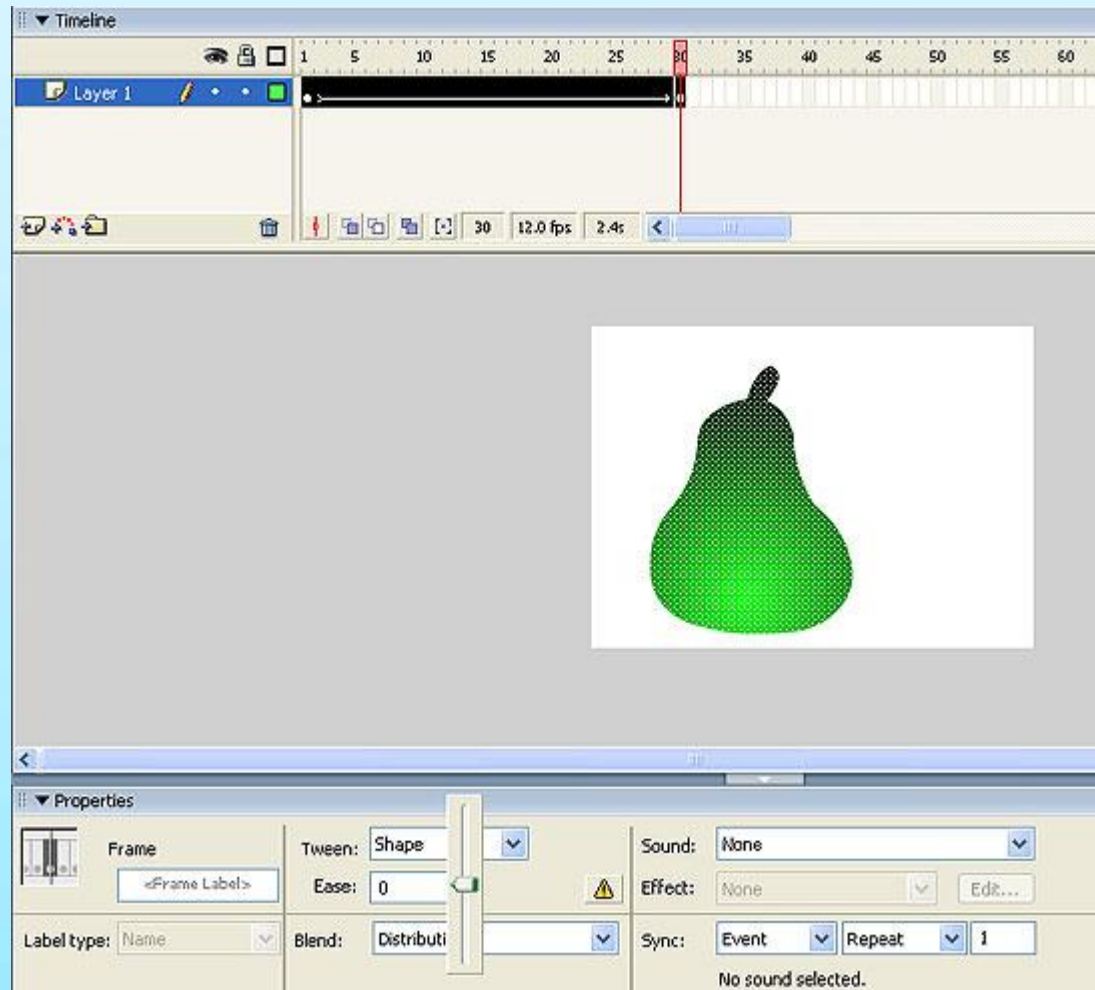 Timeline
1 5 10 15 20 25 30 35 40 45 50 55 60
Layer 1
30 12.0 fps 2.4s
Properties
Frame
<Frame Label>
Label type: Name
Tween: Shape
Ease: 0
Blend: Distributi
Sound: None
Effect: None Edit...
Sync: Event Repeat 1
No sound selected.